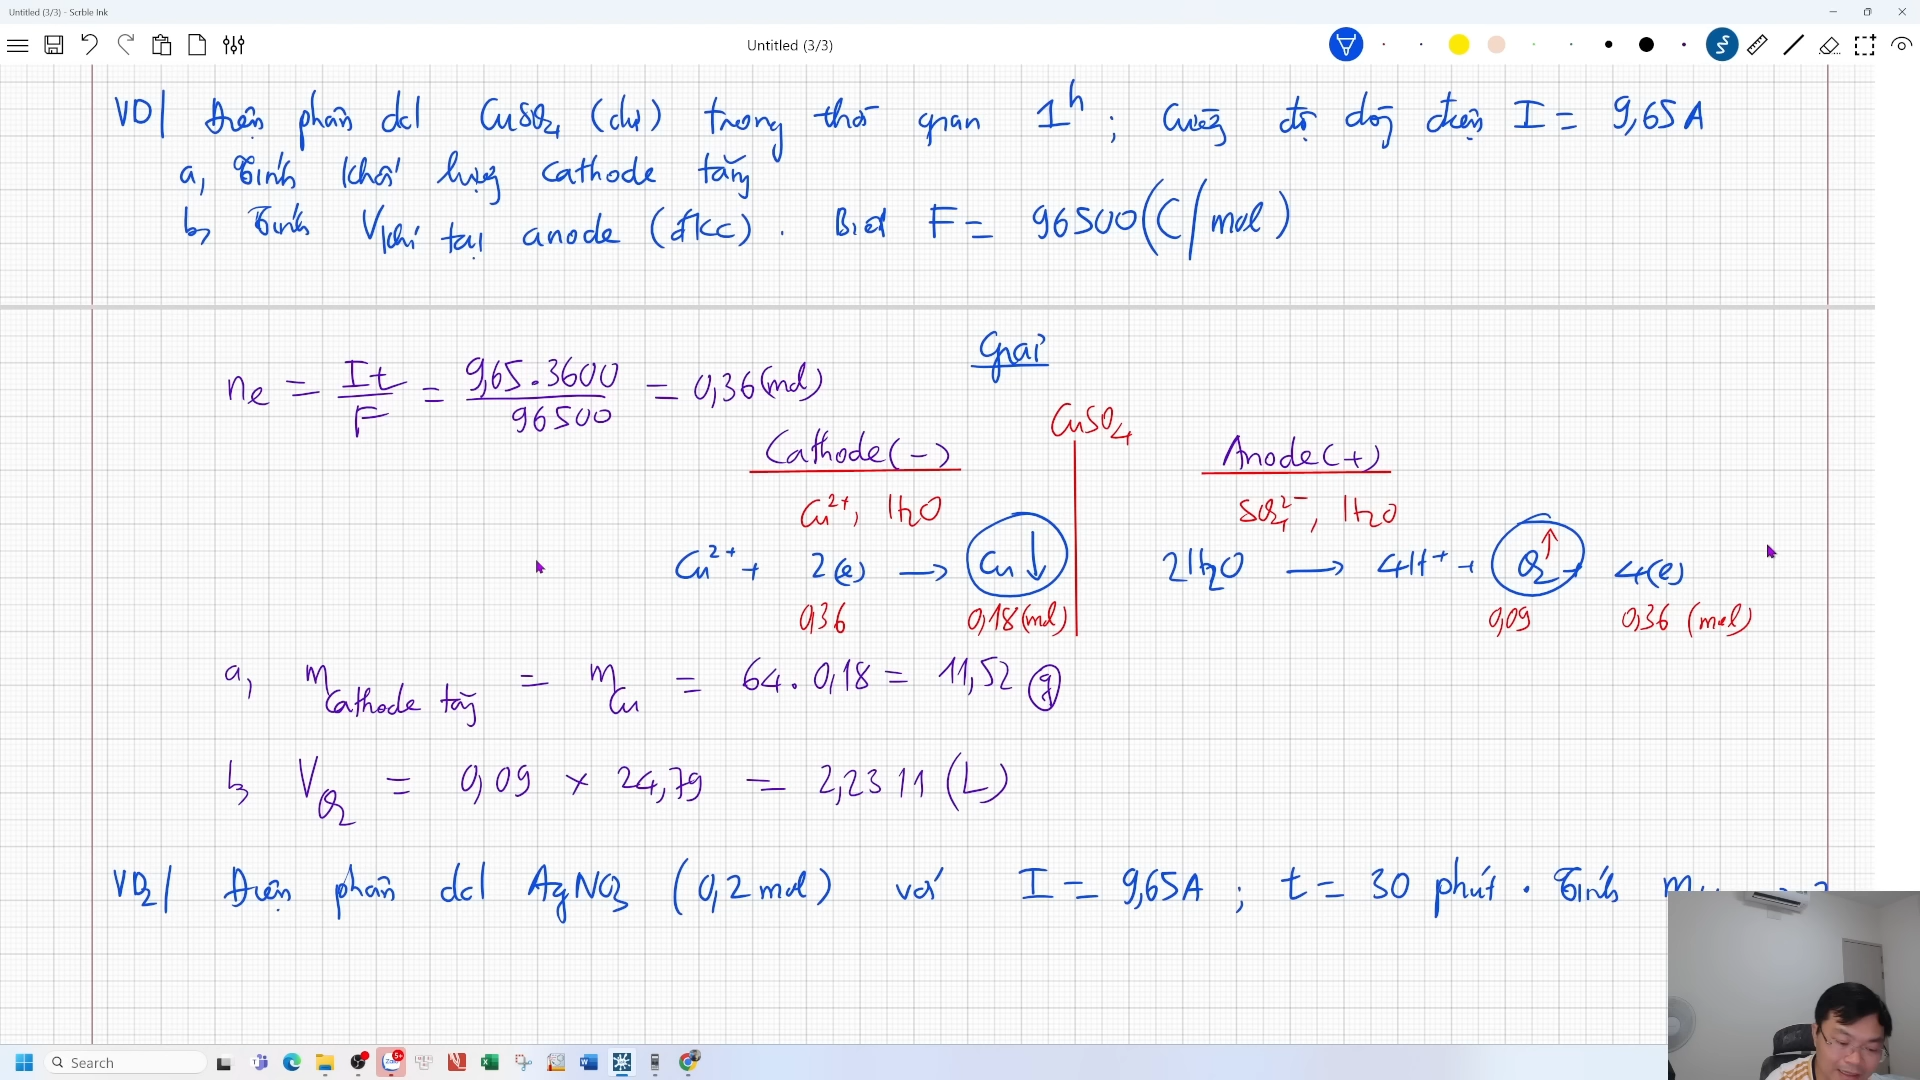 Untitled (3/3) - Scrble Ink
Untitled (3/3)
VD| Điện phân dd CuSO4 (dư) trong thời gian 1h ; Cường độ dòng điện I = 9,65A
a, Tính khối lượng cathode tăng
b, Tính Vkhí tại anode (đkc) . Biết F = 96500(C/mol)
Giải
ne = It/F = 9,65.3600/96500 = 0,36(mol)
CuSO4
Cathode(-) Anode(+)
Cu2+, H2O SO4 2-, H2O
Cu2+ + 2(e) → Cu↓ 2H2O → 4H+ + O2↑ + 4(e)
0,36 0,18(mol) 0,09 0,36 (mol)
a, mCathode tăng = mCu = 64.0,18 = 11,52 g
b, VO2 = 0,09 × 24,79 = 2,2311 (L)
VD2| Điện phân dd AgNO3 (0,2 mol) với I = 9,65A ; t = 30 phút . Tính m
Search
5+